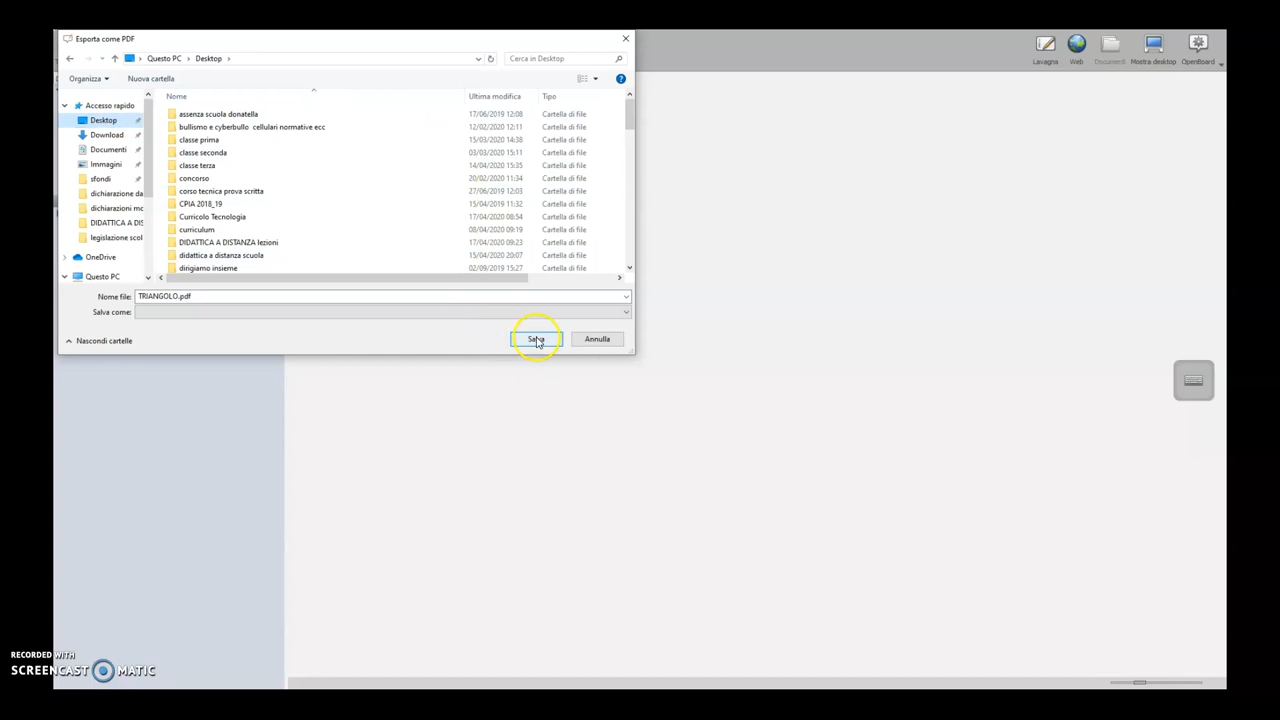 Esporta come PDF
Questo PC > Desktop >
Cerca in Desktop
Organizza
Nuova cartella
Nome
Ultima modifica
Tipo
Accesso rapido
Desktop
Download
Documenti
Immagini
sfondi
dichiarazione da
dichiarazioni mo
DIDATTICA A DIS
legislazione scol
OneDrive
Questo PC
assenza scuola donatella 17/06/2019 12:08 Cartella di file
bullismo e cyberbullo cellulari normative ecc 12/02/2020 12:11 Cartella di file
classe prima 15/03/2020 14:38 Cartella di file
classe seconda 03/03/2020 15:11 Cartella di file
classe terza 14/04/2020 15:35 Cartella di file
concorso 20/02/2020 11:34 Cartella di file
corso tecnica prova scritta 27/06/2019 12:03 Cartella di file
CPIA 2018_19 15/04/2019 11:32 Cartella di file
Curricolo Tecnologia 17/04/2020 08:54 Cartella di file
curriculum 08/04/2020 09:19 Cartella di file
DIDATTICA A DISTANZA lezioni 17/04/2020 09:23 Cartella di file
didattica a distanza scuola 15/04/2020 20:07 Cartella di file
dirigiamo insieme 02/09/2019 15:27 Cartella di file
Nome file: TRIANGOLO.pdf
Salva come:
Nascondi cartelle
Salva
Annulla
Lavagna
Web
Documenti
Mostra desktop
OpenBoard
RECORDED WITH
SCREENCAST MATIC